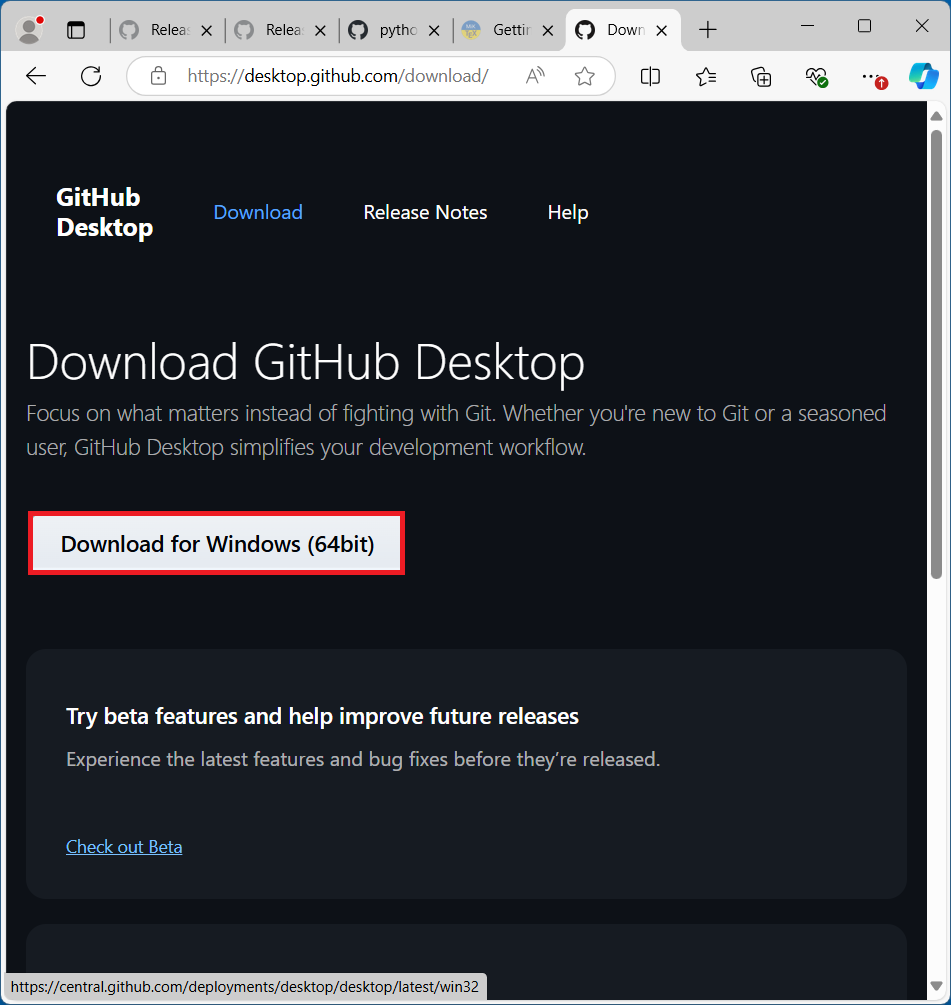 Relea
Relea
pytho
Gettin
Down
https://desktop.github.com/download/
GitHub
Desktop
Download
Release Notes
Help
Download GitHub Desktop
Focus on what matters instead of fighting with Git. Whether you're new to Git or a seasoned
user, GitHub Desktop simplifies your development workflow.
Download for Windows (64bit)
Try beta features and help improve future releases
Experience the latest features and bug fixes before they’re released.
Check out Beta
https://central.github.com/deployments/desktop/desktop/latest/win32